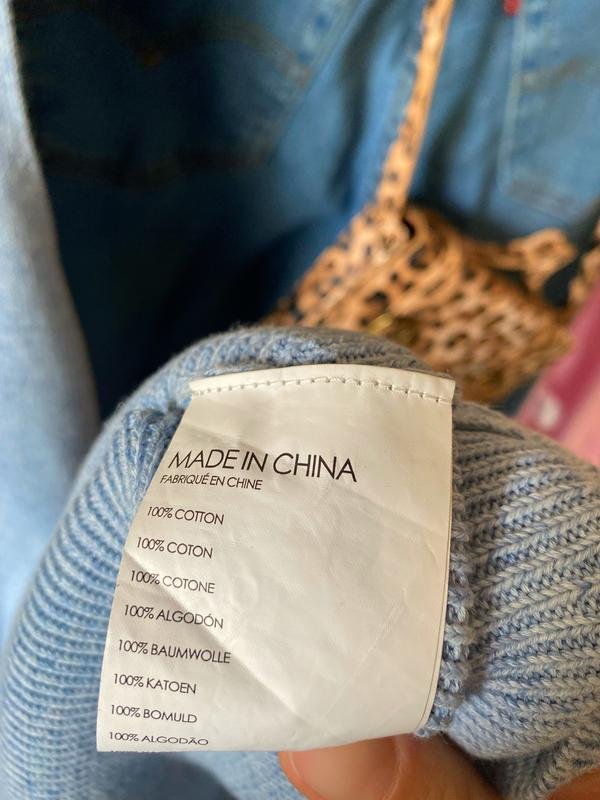 MADE IN CHINA
FABRIQUÉ EN CHINE
100% COTTON
100% COTON
100% COTONE
100% ALGODÓN
100% BAUMWOLLE
100% KATOEN
100% BOMULD
100% ALGODÃO